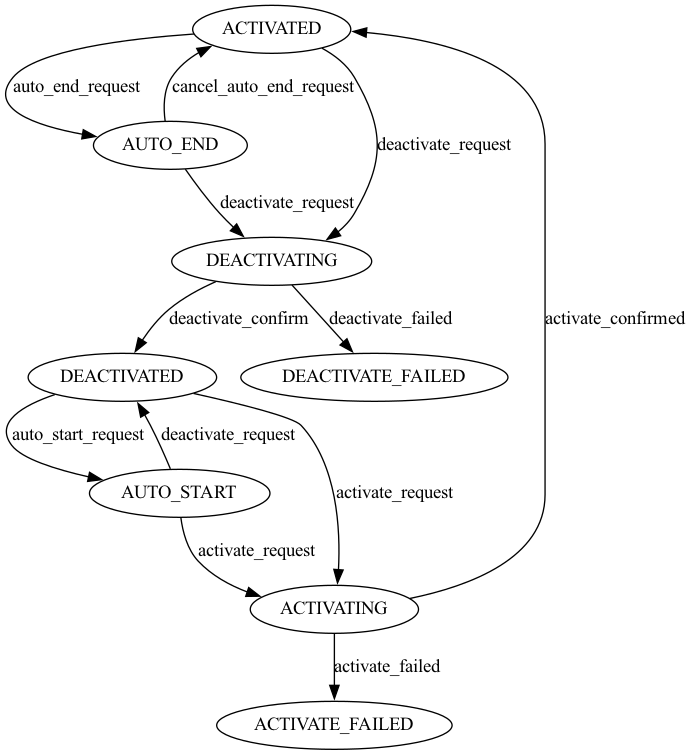 ACTIVATED
auto_end_request
cancel_auto_end_request
AUTO_END
deactivate_request
deactivate_request
DEACTIVATING
deactivate_confirm
deactivate_failed
DEACTIVATED
DEACTIVATE_FAILED
auto_start_request
deactivate_request
activate_confirmed
AUTO_START
activate_request
activate_request
ACTIVATING
activate_failed
ACTIVATE_FAILED